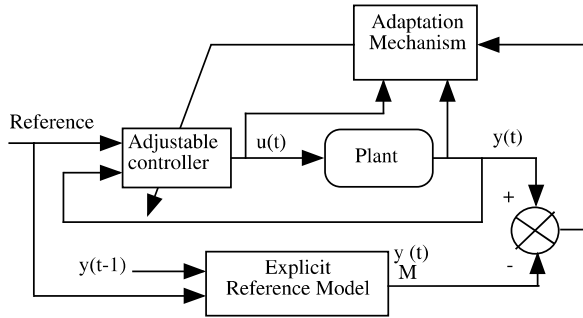 Adaptation
Mechanism
Reference
Adjustable
controller
u(t)
Plant
y(t)
+
y(t-1)
Explicit
Reference Model
y (t)
M
-